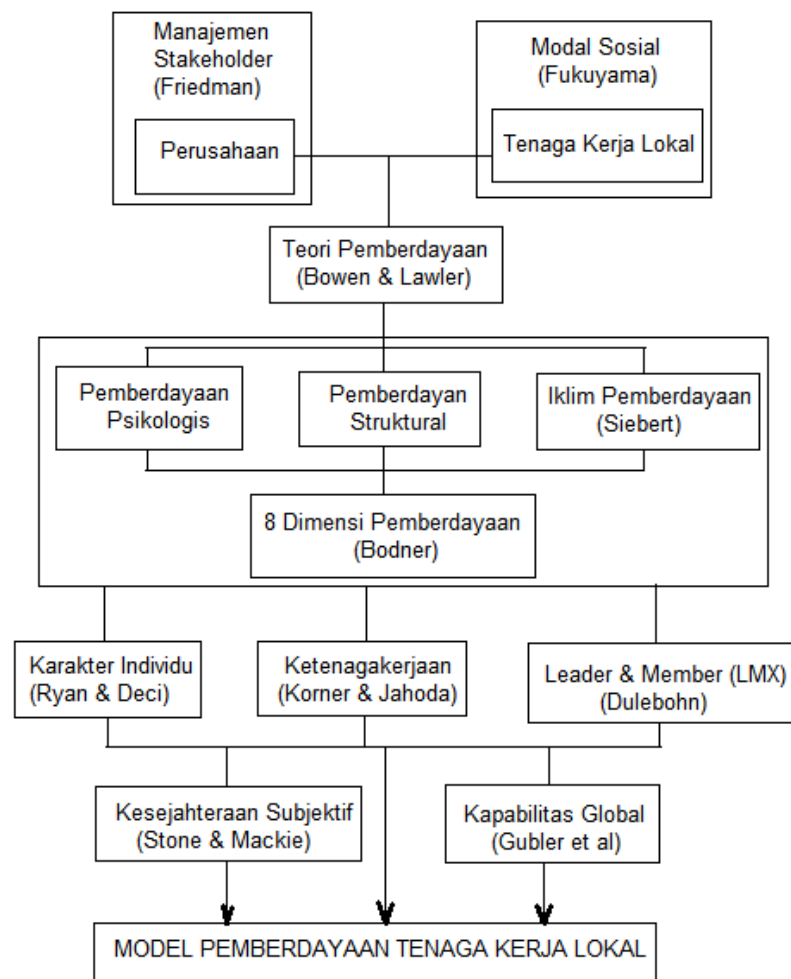 Manajemen
Stakeholder
(Friedman)
Perusahaan
Modal Sosial
(Fukuyama)
Tenaga Kerja Lokal
Teori Pemberdayaan
(Bowen & Lawler)
Pemberdayaan
Psikologis
Pemberdayan
Struktural
Iklim Pemberdayaan
(Siebert)
8 Dimensi Pemberdayaan
(Bodner)
Karakter Individu
(Ryan & Deci)
Ketenagakerjaan
(Korner & Jahoda)
Leader & Member (LMX)
(Dulebohn)
Kesejahteraan Subjektif
(Stone & Mackie)
Kapabilitas Global
(Gubler et al)
MODEL PEMBERDAYAAN TENAGA KERJA LOKAL